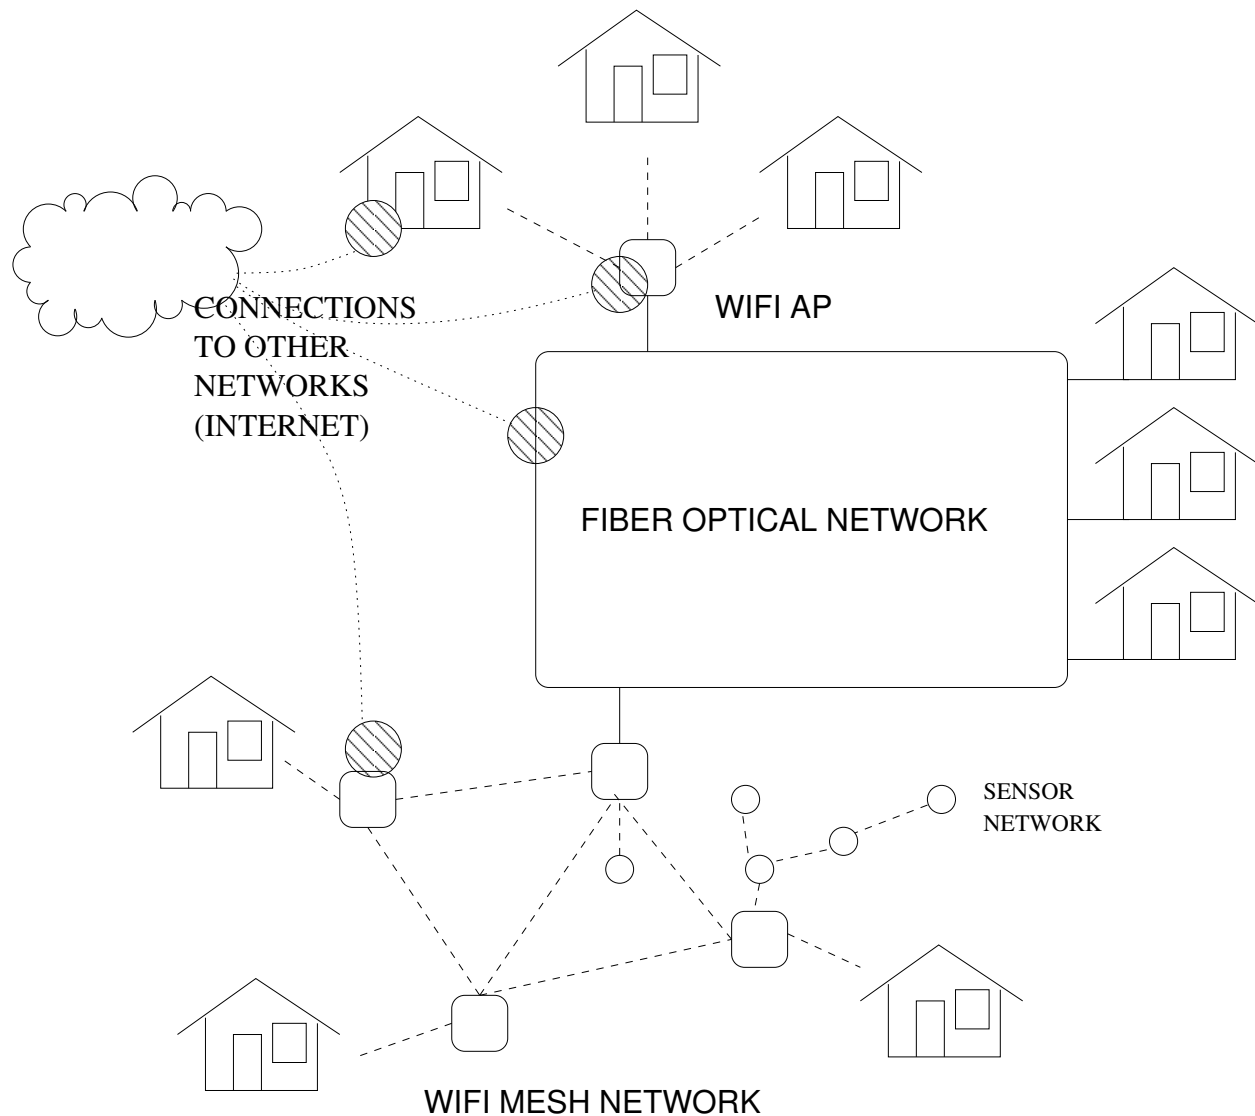 WIFI AP
CONNECTIONS
TO OTHER
NETWORKS
(INTERNET)
FIBER OPTICAL NETWORK
SENSOR
NETWORK
WIFI MESH NETWORK